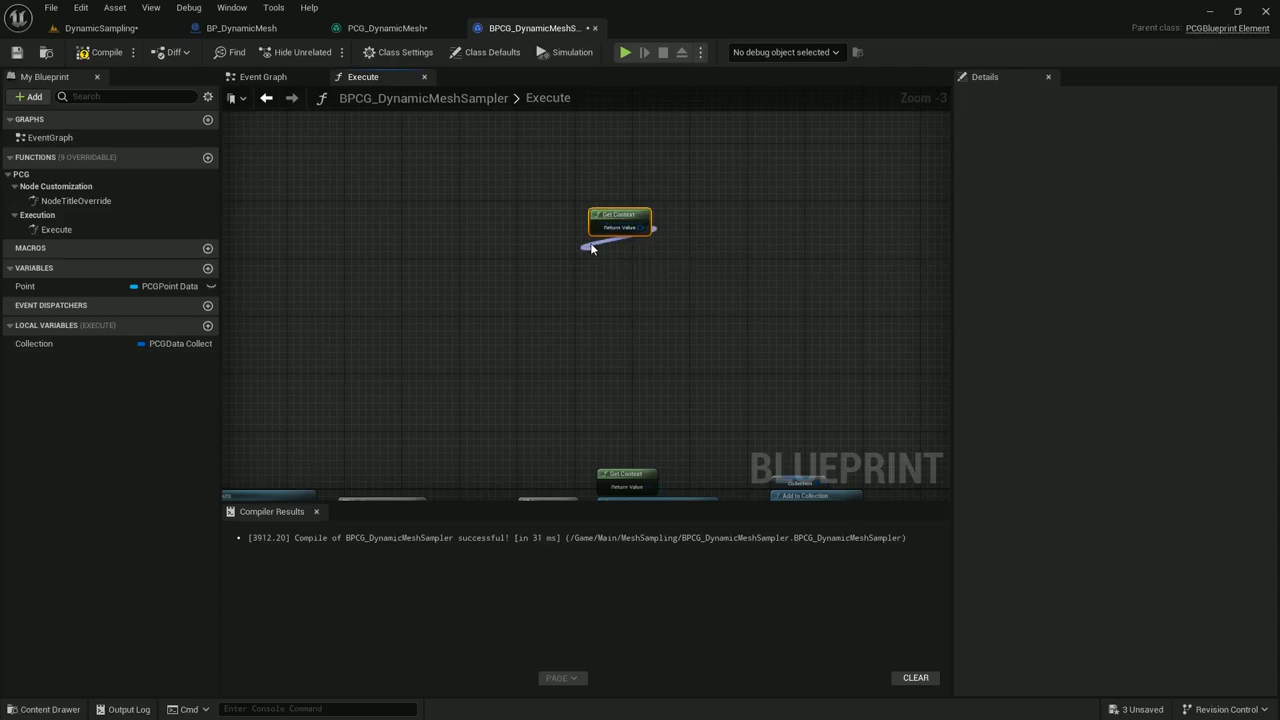 File Edit Asset View Debug Window Tools Help
DynamicSampling* BP_DynamicMesh PCG_DynamicMesh* BPCG_DynamicMeshS... Parent class: PCGBlueprint Element
Compile Diff Find Hide Unrelated Class Settings Class Defaults Simulation No debug object selected
My Blueprint Event Graph Execute Details
+ Add Search BPCG_DynamicMeshSampler > Execute Zoom -3
GRAPHS
EventGraph
FUNCTIONS (9 OVERRIDABLE)
PCG
Node Customization
NodeTitleOverride
Execution
Execute
MACROS
VARIABLES
Point PCGPoint Data
EVENT DISPATCHERS
LOCAL VARIABLES (EXECUTE)
Collection PCGData Collect
Get Context
Return Value
Get Context
Return Value
Collection
Add to Collection
BLUEPRINT
Compiler Results
[3912.20] Compile of BPCG_DynamicMeshSampler successful! [in 31 ms] (/Game/Main/MeshSampling/BPCG_DynamicMeshSampler.BPCG_DynamicMeshSampler)
PAGE CLEAR
Content Drawer Output Log Cmd Enter Console Command 3 Unsaved Revision Control